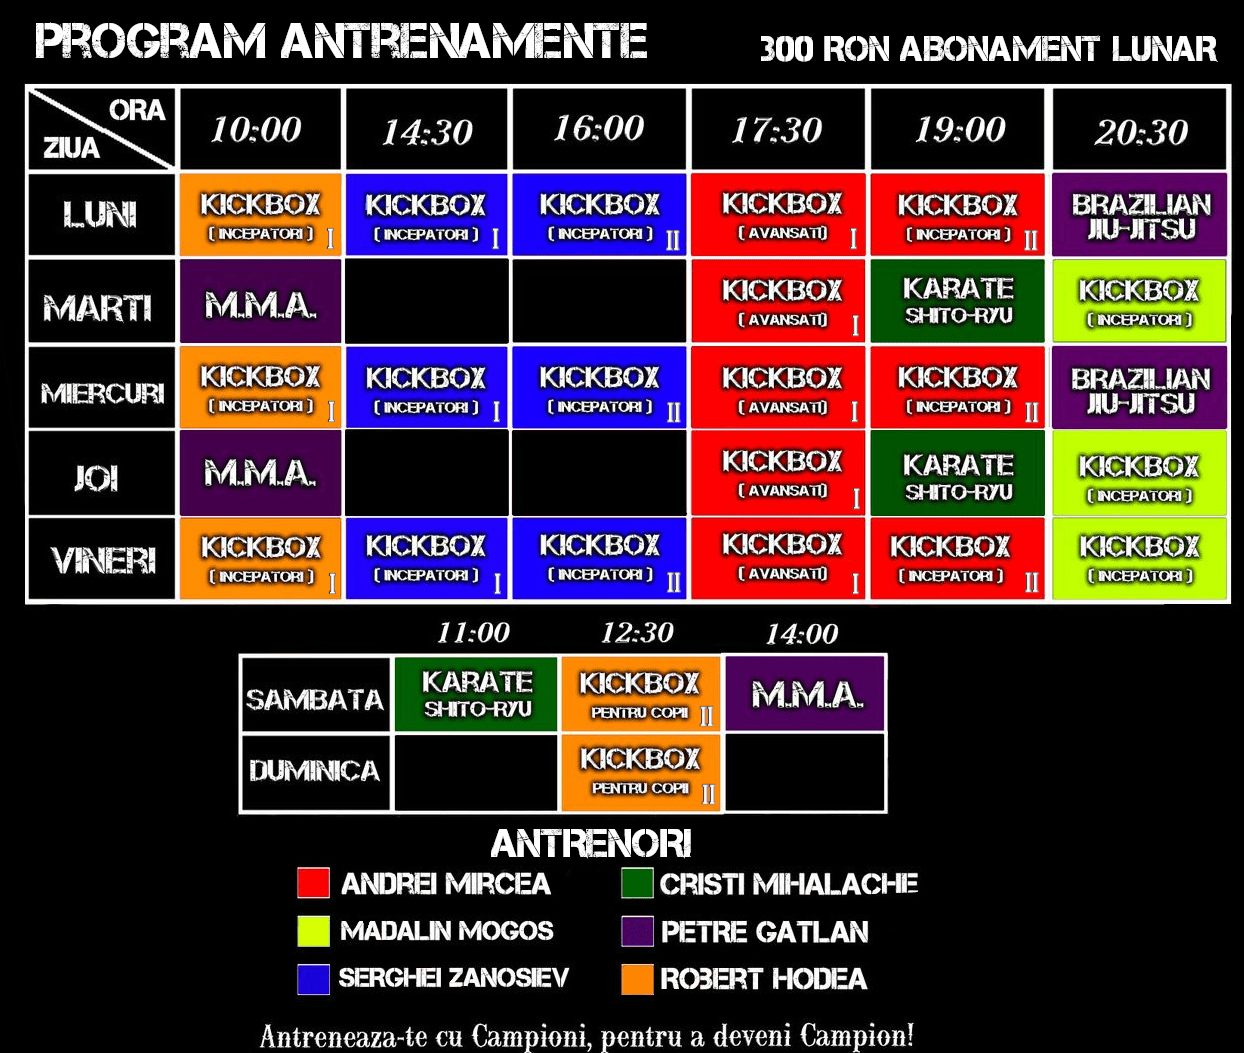 PROGRAM ANTRENAMENTE
300 RON ABONAMENT LUNAR
ORA
ZIUA
10:00
14:30
16:00
17:30
19:00
20:30
LUNI
KICKBOX
( INCEPATORI ) I
KICKBOX
( INCEPATORI ) I
KICKBOX
( INCEPATORI ) II
KICKBOX
( AVANSATI) I
KICKBOX
( INCEPATORI ) II
BRAZILIAN
JIU-JITSU
MARTI
M.M.A.
KICKBOX
( AVANSATI) I
KARATE
SHITO-RYU
KICKBOX
( INCEPATORI )
MIERCURI
KICKBOX
( INCEPATORI ) I
KICKBOX
( INCEPATORI ) I
KICKBOX
( INCEPATORI ) II
KICKBOX
( AVANSATI) I
KICKBOX
( INCEPATORI ) II
BRAZILIAN
JIU-JITSU
JOI
M.M.A.
KICKBOX
( AVANSATI) I
KARATE
SHITO-RYU
KICKBOX
( INCEPATORI )
VINERI
KICKBOX
( INCEPATORI ) I
KICKBOX
( INCEPATORI ) I
KICKBOX
( INCEPATORI ) II
KICKBOX
( AVANSATI) I
KICKBOX
( INCEPATORI ) II
KICKBOX
( INCEPATORI )
11:00
12:30
14:00
SAMBATA
KARATE
SHITO-RYU
KICKBOX
PENTRU COPII II
M.M.A.
DUMINICA
KICKBOX
PENTRU COPII II
ANTRENORI
ANDREI MIRCEA
CRISTI MIHALACHE
MADALIN MOGOS
PETRE GATLAN
SERGHEI ZANOSIEV
ROBERT HODEA
Antreneaza-te cu Campioni, pentru a deveni Campion!